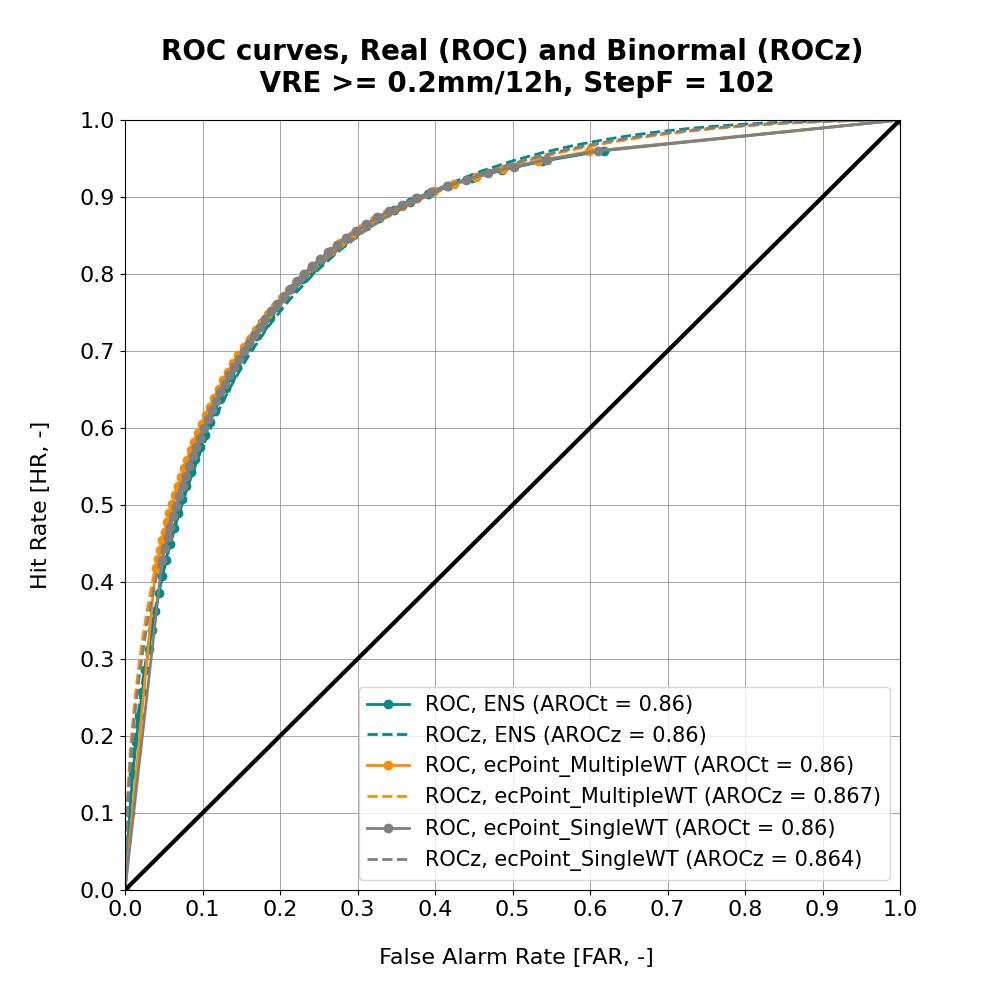 ROC curves, Real (ROC) and Binormal (ROCz)
VRE >= 0.2mm/12h, StepF = 102
1.0
0.9
0.8
0.7
0.6
0.5
0.4
0.3
0.2
0.1
0.0
Hit Rate [HR, -]
ROC, ENS (AROCt = 0.86)
ROCz, ENS (AROCz = 0.86)
ROC, ecPoint_MultipleWT (AROCt = 0.86)
ROCz, ecPoint_MultipleWT (AROCz = 0.867)
ROC, ecPoint_SingleWT (AROCt = 0.86)
ROCz, ecPoint_SingleWT (AROCz = 0.864)
0.0 0.1 0.2 0.3 0.4 0.5 0.6 0.7 0.8 0.9 1.0
False Alarm Rate [FAR, -]